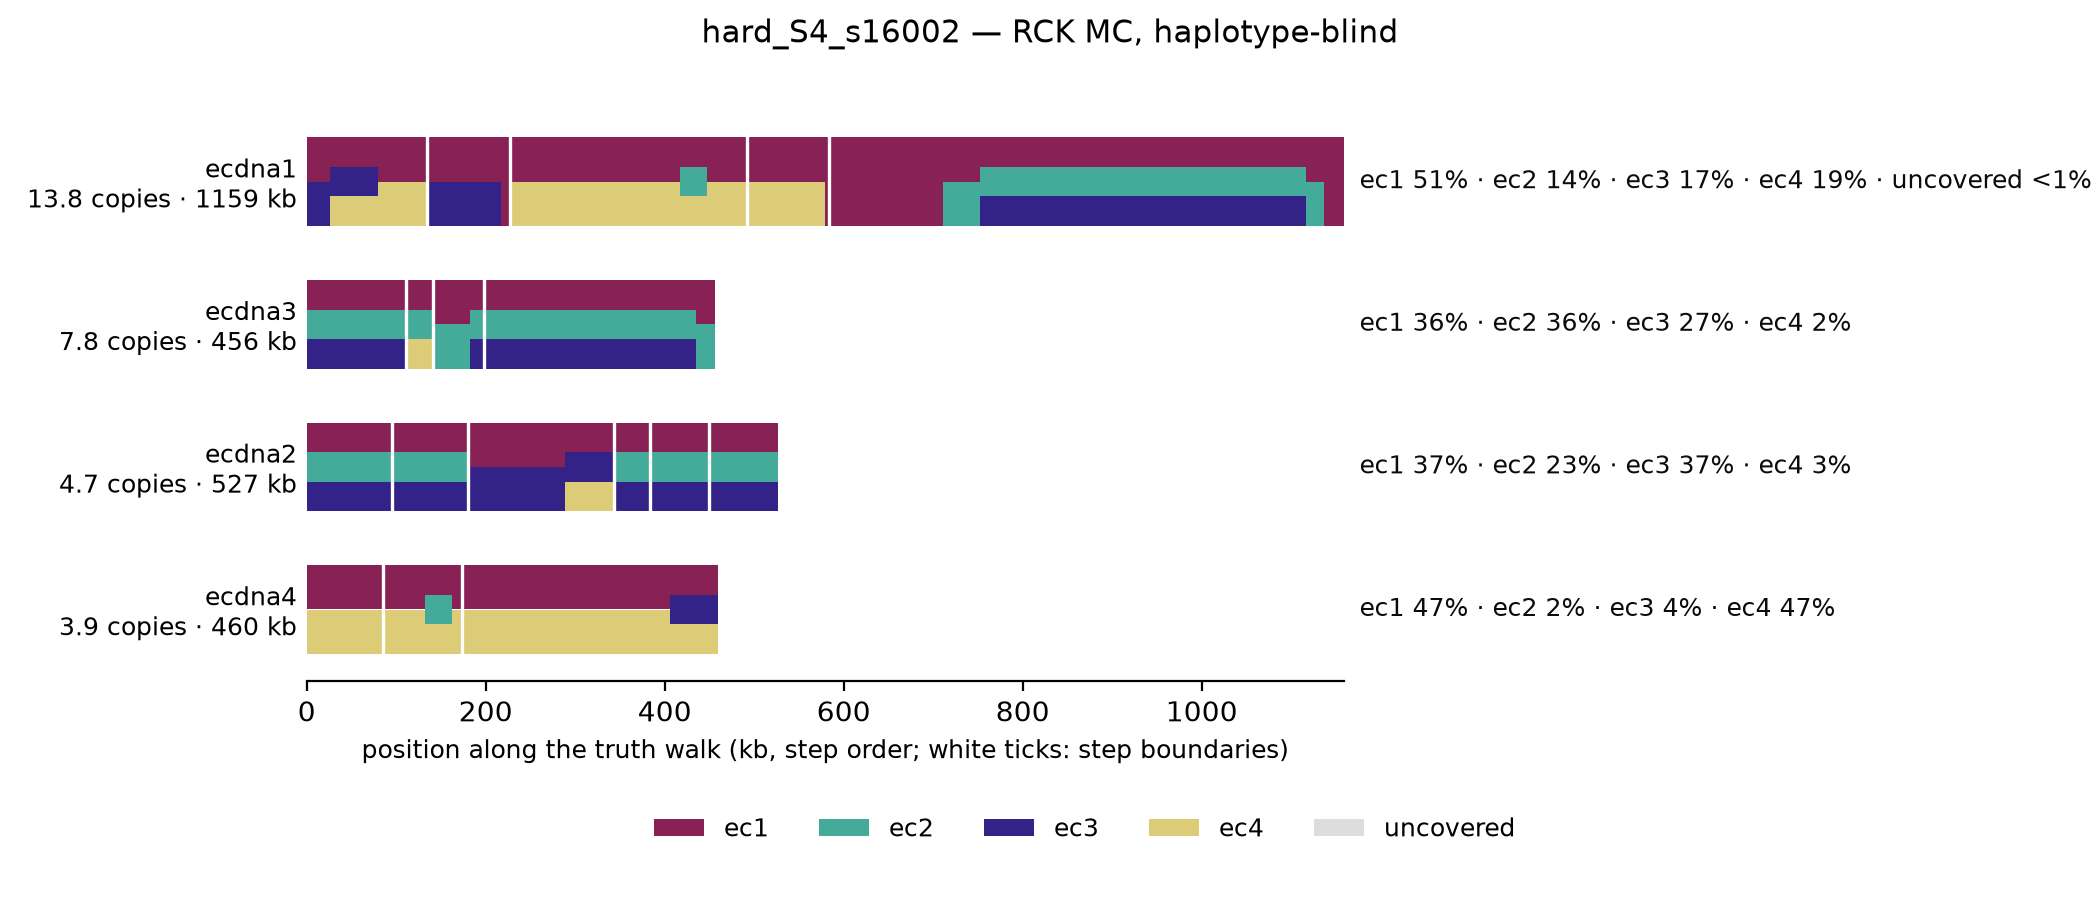 hard_S4_s16002 — RCK MC, haplotype-blind
ecdna1
13.8 copies · 1159 kb
ec1 51% · ec2 14% · ec3 17% · ec4 19% · uncovered <1%
ecdna3
7.8 copies · 456 kb
ec1 36% · ec2 36% · ec3 27% · ec4 2%
ecdna2
4.7 copies · 527 kb
ec1 37% · ec2 23% · ec3 37% · ec4 3%
ecdna4
3.9 copies · 460 kb
ec1 47% · ec2 2% · ec3 4% · ec4 47%
0 200 400 600 800 1000
position along the truth walk (kb, step order; white ticks: step boundaries)
ec1 ec2 ec3 ec4 uncovered